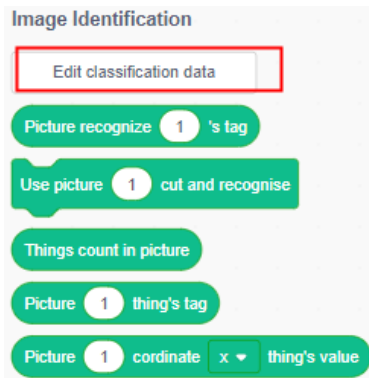 Image Identification
Edit classification data
Picture recognize 1 's tag
Use picture 1 cut and recognise
Things count in picture
Picture 1 thing's tag
Picture 1 cordinate x thing's value